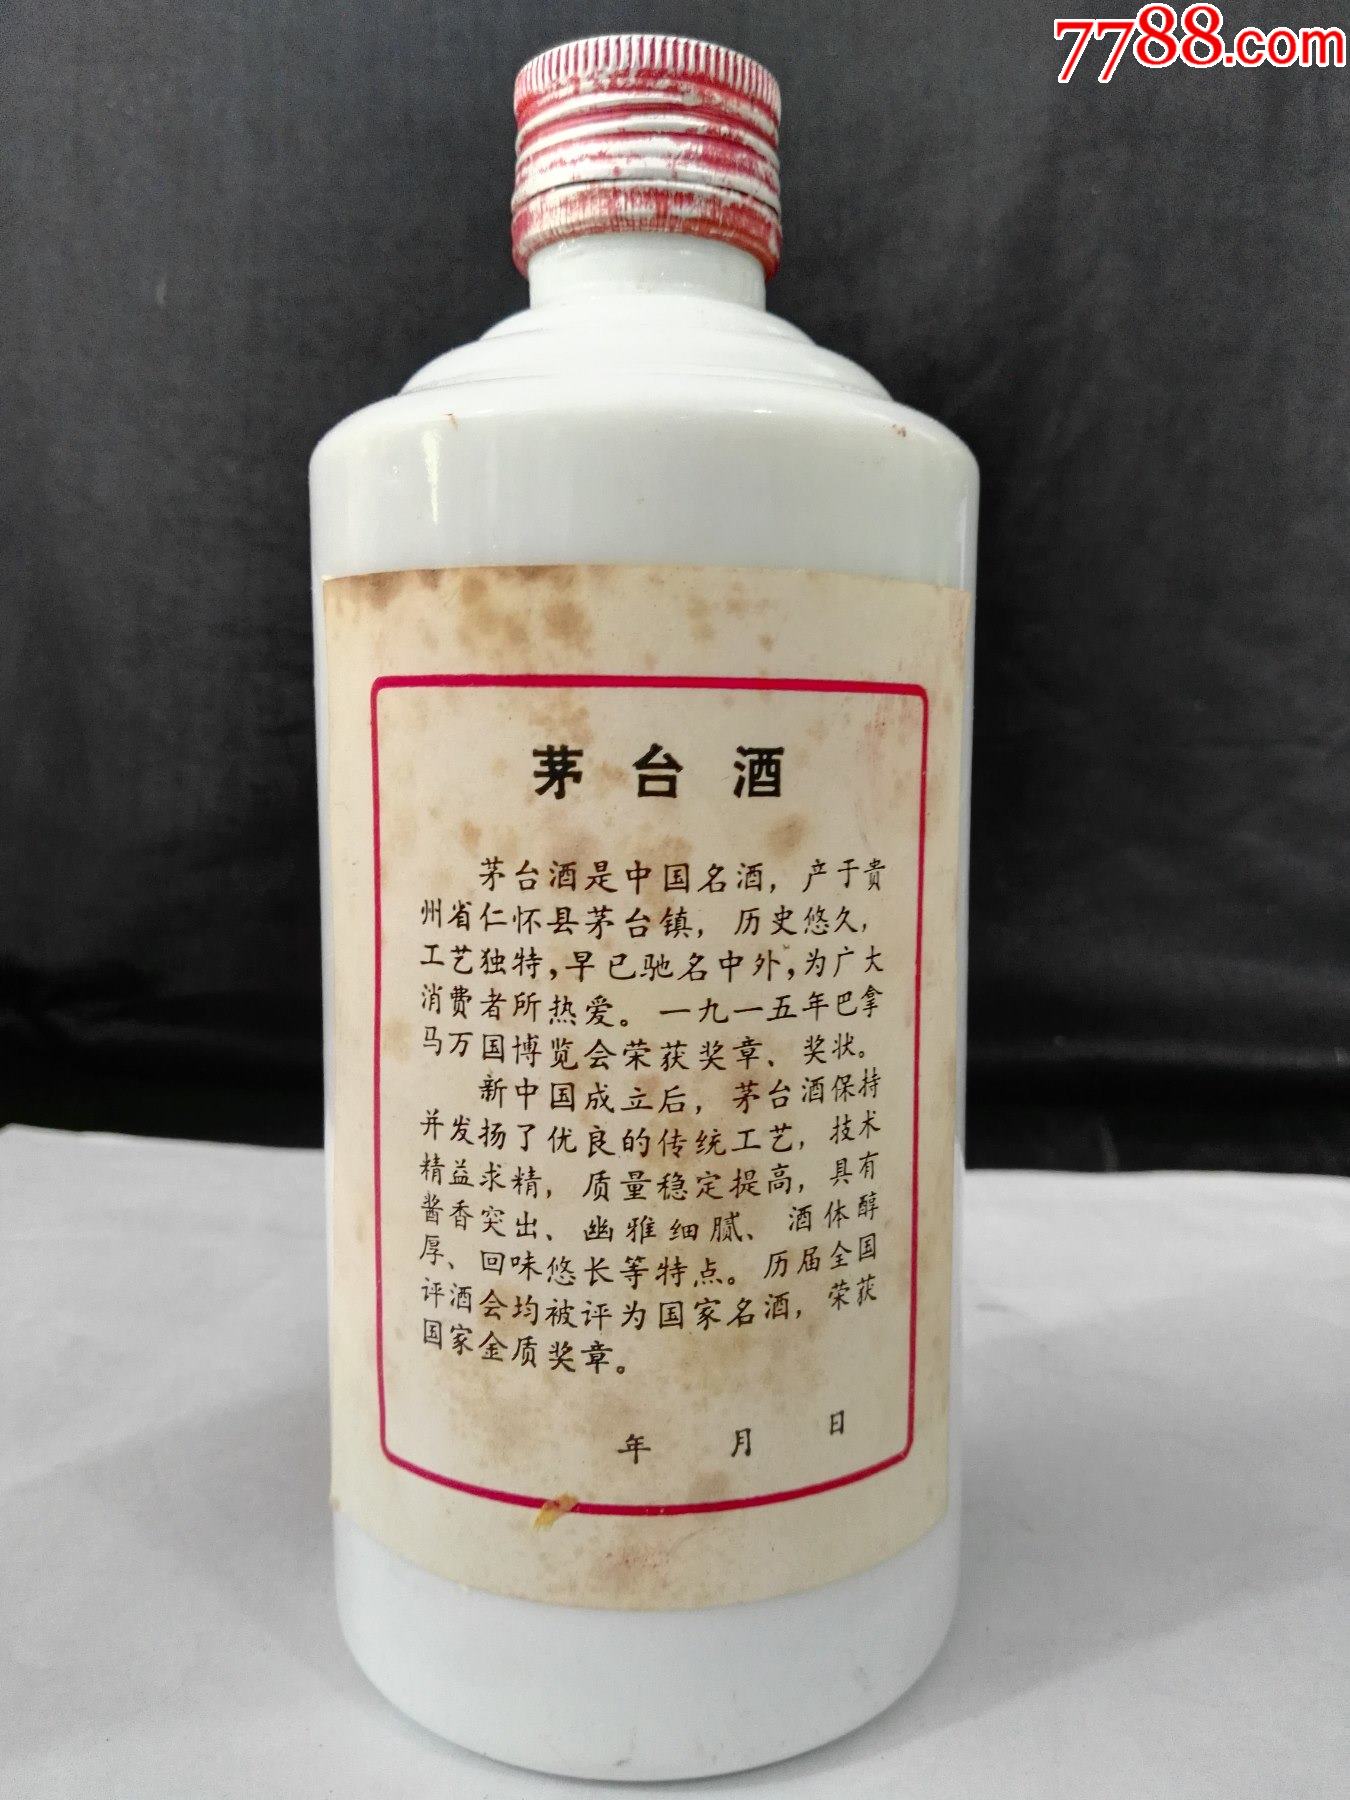 7788.com
茅台酒
茅台酒是中国名酒，产于贵
州省仁怀县茅台镇，历史悠久，
工艺独特，早已驰名中外，为广大
消费者所热爱。一九一五年巴拿
马万国博览会荣获奖章、奖状。
新中国成立后，茅台酒保持
并发扬了优良的传统工艺，技术
精益求精，质量稳定提高，具有
酱香突出、幽雅细腻、酒体醇
厚、回味悠长等特点。历届全国
评酒会均被评为国家名酒，荣获
国家金质奖章。
年 月 日